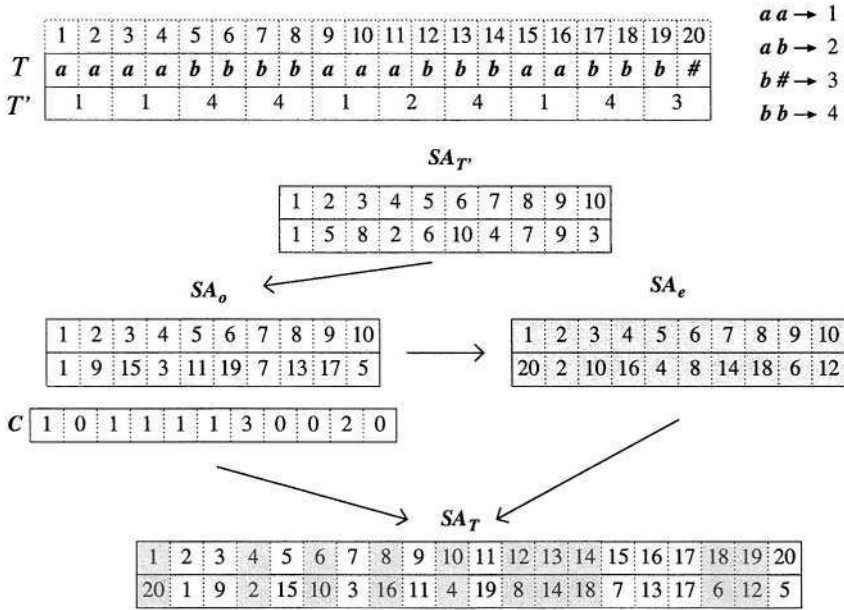 1 2 3 4 5 6 7 8 9 10 11 12 13 14 15 16 17 18 19 20
T a a a a b b b b a a a b b b a a b b b #
T' 1 1 4 4 1 2 4 1 4 3
a a → 1
a b → 2
b # → 3
b b → 4
SA_T'
1 2 3 4 5 6 7 8 9 10
1 5 8 2 6 10 4 7 9 3
SA_o
1 2 3 4 5 6 7 8 9 10
1 9 15 3 11 19 7 13 17 5
SA_e
1 2 3 4 5 6 7 8 9 10
20 2 10 16 4 8 14 18 6 12
C 1 0 1 1 1 1 3 0 0 2 0
SA_T
1 2 3 4 5 6 7 8 9 10 11 12 13 14 15 16 17 18 19 20
20 1 9 2 15 10 3 16 11 4 19 8 14 18 7 13 17 6 12 5